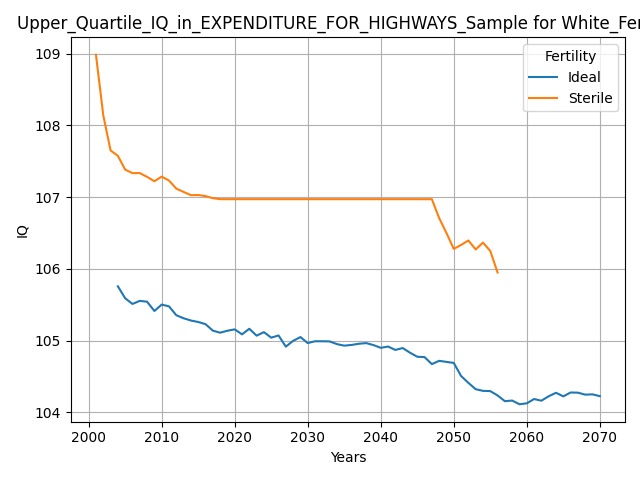 Upper_Quartile_IQ_in_EXPENDITURE_FOR_HIGHWAYS_Sample for White_Fer
Fertility
Ideal
Sterile
109
108
107
106
105
104
IQ
2000 2010 2020 2030 2040 2050 2060 2070
Years